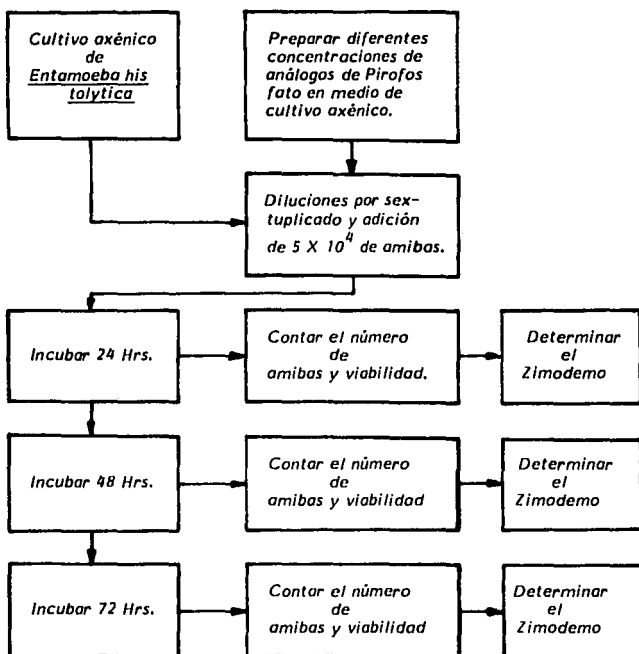 Cultivo axénico
de
Entamoeba his
tolytica
Preparar diferentes
concentraciones de
análogos de Pirofos
fato en medio de
cultivo axénico.
Diluciones por sex-
tuplicado y adición
de 5 X 10⁴ de amibas.
Incubar 24 Hrs.
Contar el número
de
amibas y viabilidad.
Determinar
el
Zimodemo
Incubar 48 Hrs.
Contar el número
de
amibas y viabilidad
Determinar
el
Zimodemo
Incubar 72 Hrs.
Contar el número
de
amibas y viabilidad
Determinar
el
Zimodemo